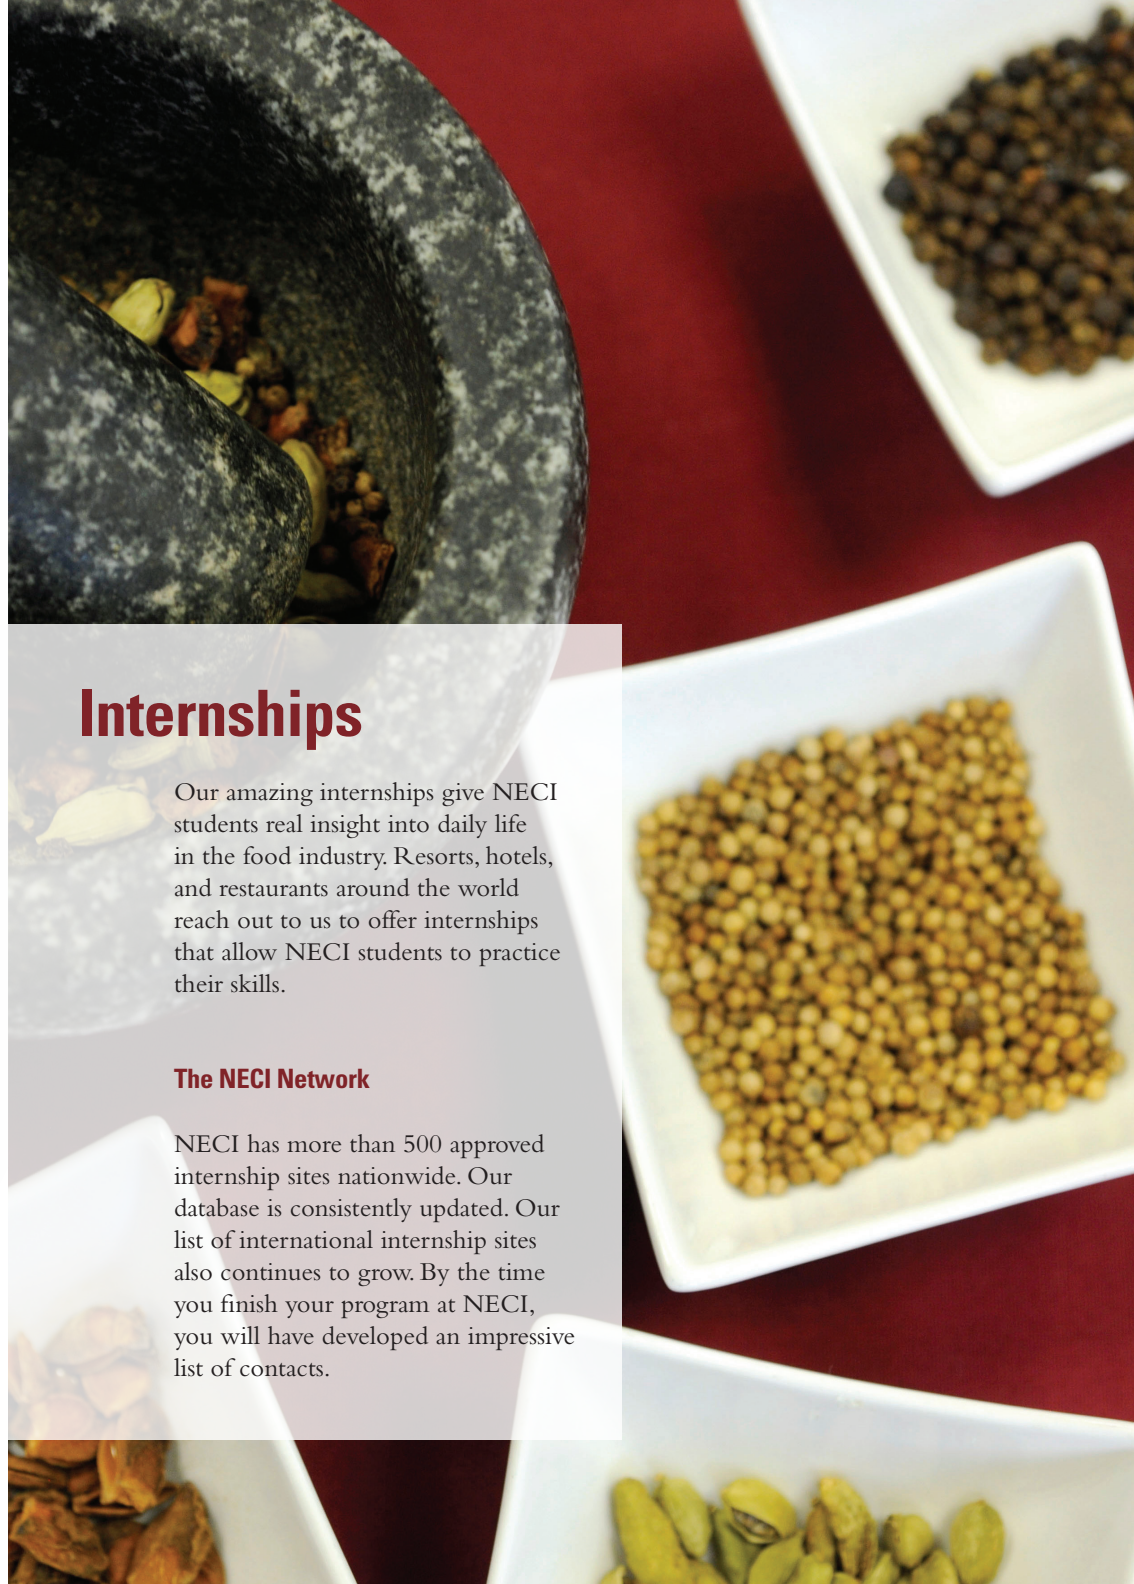 Internships
Our amazing internships give NECI
students real insight into daily life
in the food industry. Resorts, hotels,
and restaurants around the world
reach out to us to offer internships
that allow NECI students to practice
their skills.
The NECI Network
NECI has more than 500 approved
internship sites nationwide. Our
database is consistently updated. Our
list of international internship sites
also continues to grow. By the time
you finish your program at NECI,
you will have developed an impressive
list of contacts.